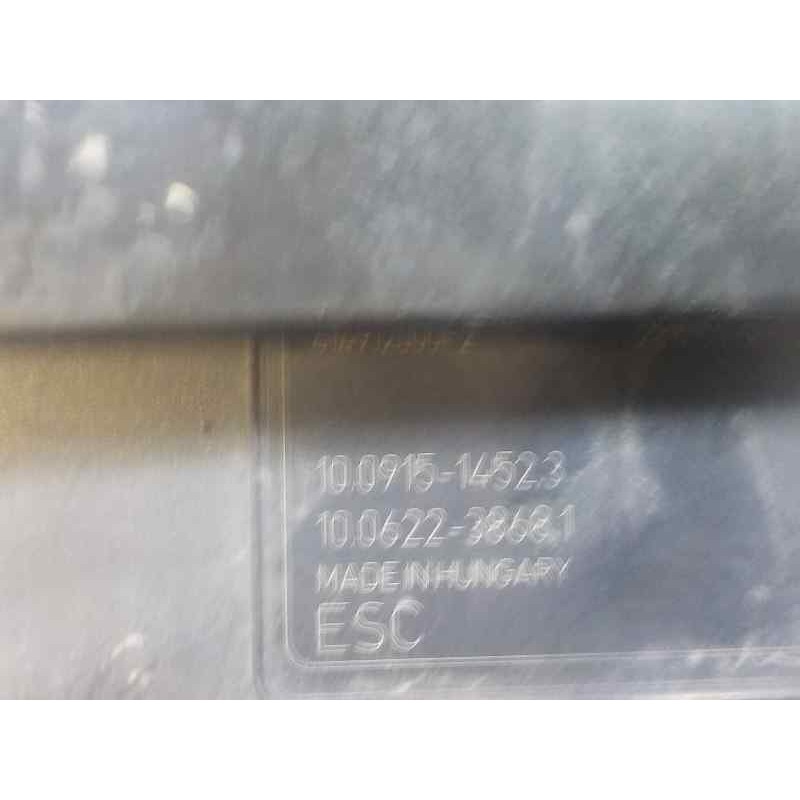 10.0915-1452.3
10.0622-3868.1
MADE IN HUNGARY
ESC